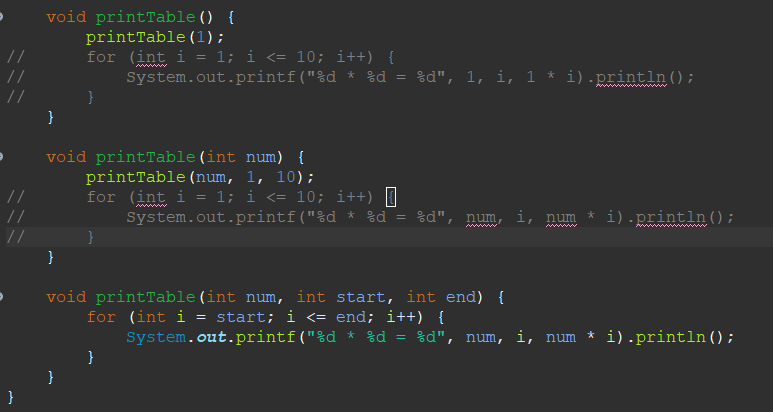 void printTable() {
printTable(1);
// for (int i = 1; i <= 10; i++) {
// System.out.printf("%d * %d = %d", 1, i, 1 * i).println();
// }
}
void printTable(int num) {
printTable(num, 1, 10);
// for (int i = 1; i <= 10; i++) {
// System.out.printf("%d * %d = %d", num, i, num * i).println();
// }
}
void printTable(int num, int start, int end) {
for (int i = start; i <= end; i++) {
System.out.printf("%d * %d = %d", num, i, num * i).println();
}
}
}